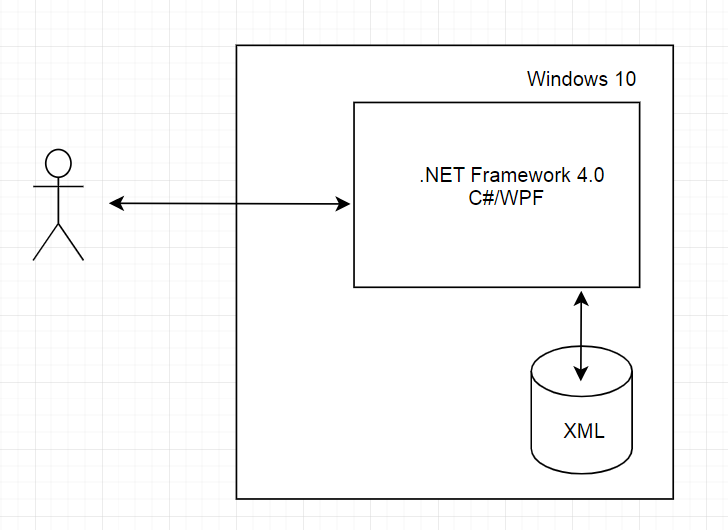 Windows 10
.NET Framework 4.0
C#/WPF
XML